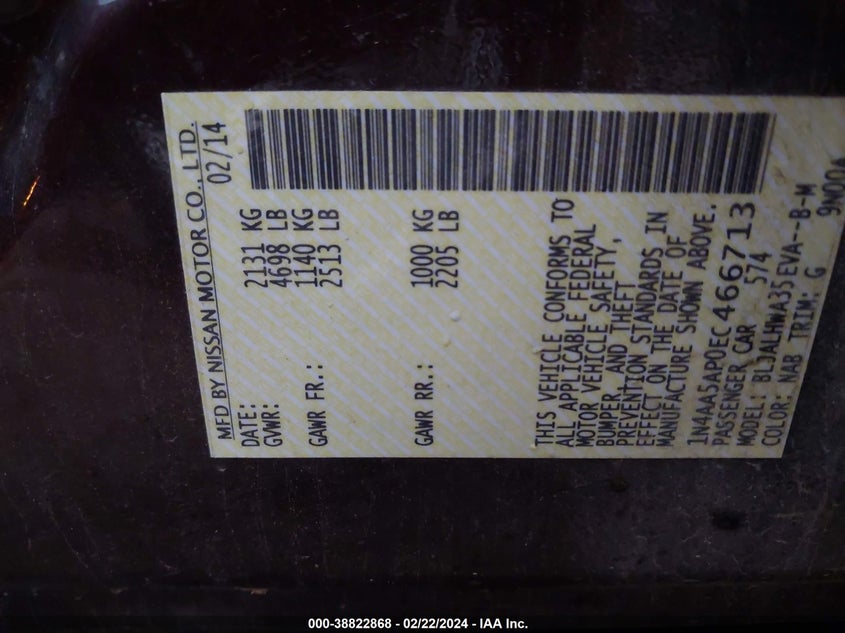 MFD BY NISSAN MOTOR CO., LTD.
DATE: 02/14
GVWR: 2131 KG
4698 LB
GAWR FR.: 1140 KG
2513 LB
GAWR RR.: 1000 KG
2205 LB
THIS VEHICLE CONFORMS TO
ALL APPLICABLE FEDERAL
MOTOR VEHICLE SAFETY,
BUMPER AND THEFT
PREVENTION STANDARDS IN
EFFECT ON THE DATE OF
MANUFACTURE SHOWN ABOVE.
1N4AA5AP0EC466713
PASSENGER CAR 574
MODEL: BLJALHWA35EVA--B-M
COLOR: NAB TRIM: G 9N00A
000-38822868 - 02/22/2024 - IAA Inc.